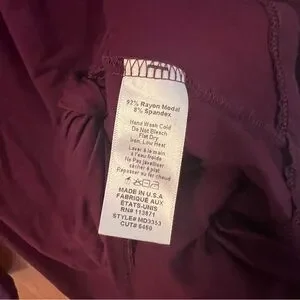 92% Rayon Modal
8% Spandex
Hand Wash Cold
Do Not Bleach
Flat Dry
Iron, Low Heat
Laver à la main
à l'eau froide
Ne Pas javelliser
sécher à plat
Repasser au fer chaud
MADE IN U.S.A
FABRIQUE AUX
ÉTATS-UNIS
RN# 113871
STYLE# MD3353
CUT# 6460